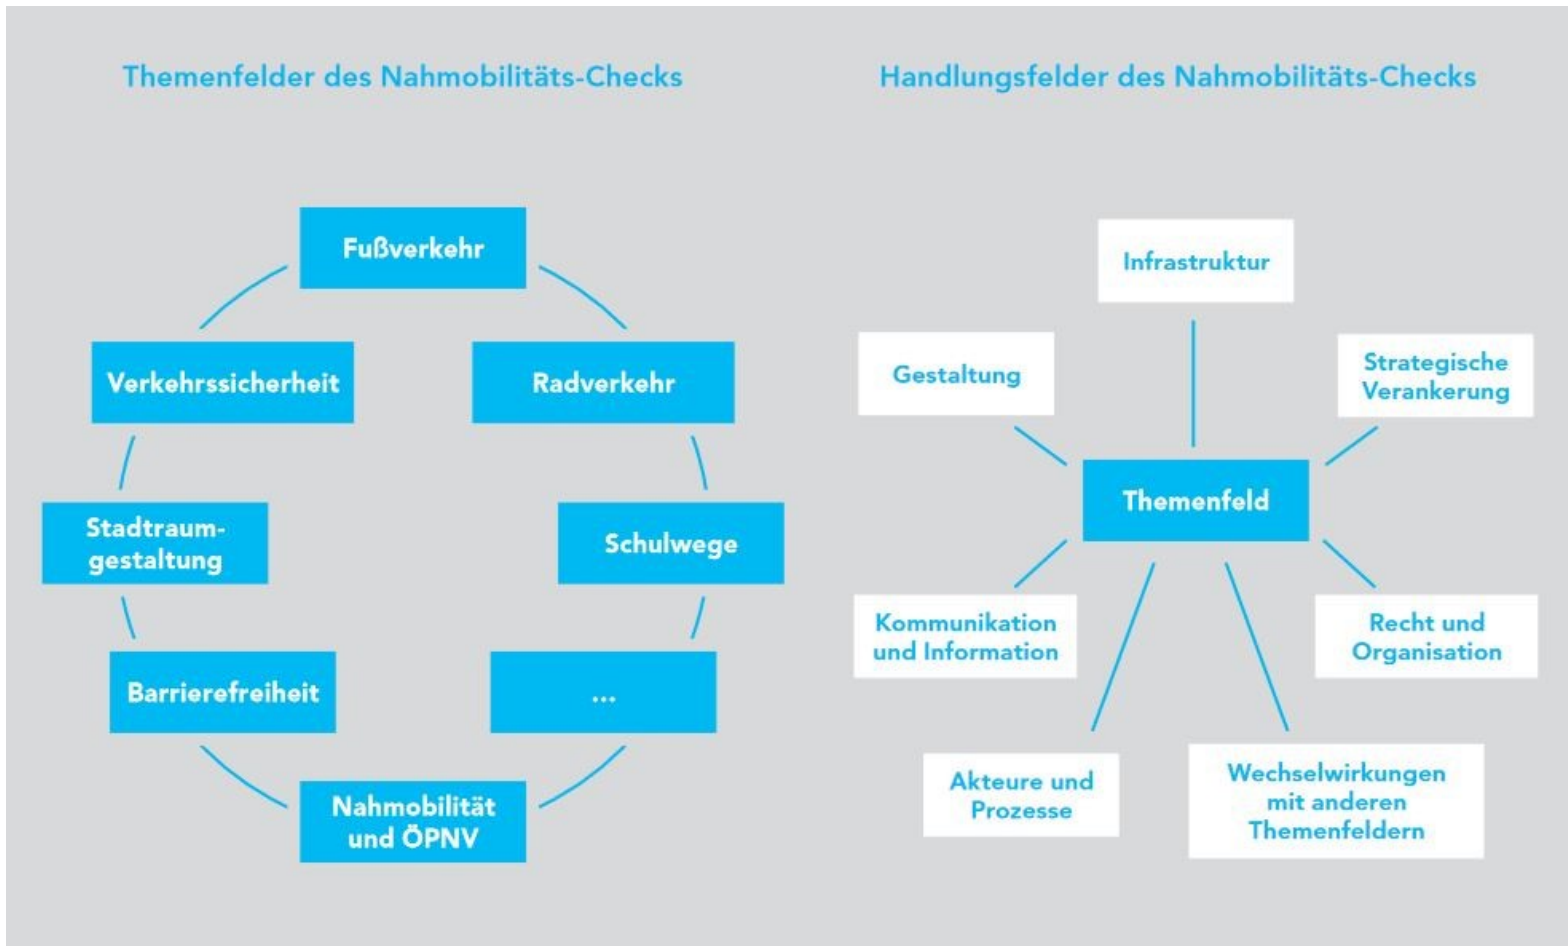 Themenfelder des Nahmobilitäts-Checks
Fußverkehr
Verkehrssicherheit
Radverkehr
Stadtraum-
gestaltung
Schulwege
Barrierefreiheit
...
Nahmobilität
und ÖPNV
Handlungsfelder des Nahmobilitäts-Checks
Infrastruktur
Gestaltung
Strategische
Verankerung
Themenfeld
Kommunikation
und Information
Recht und
Organisation
Akteure und
Prozesse
Wechselwirkungen
mit anderen
Themenfeldern